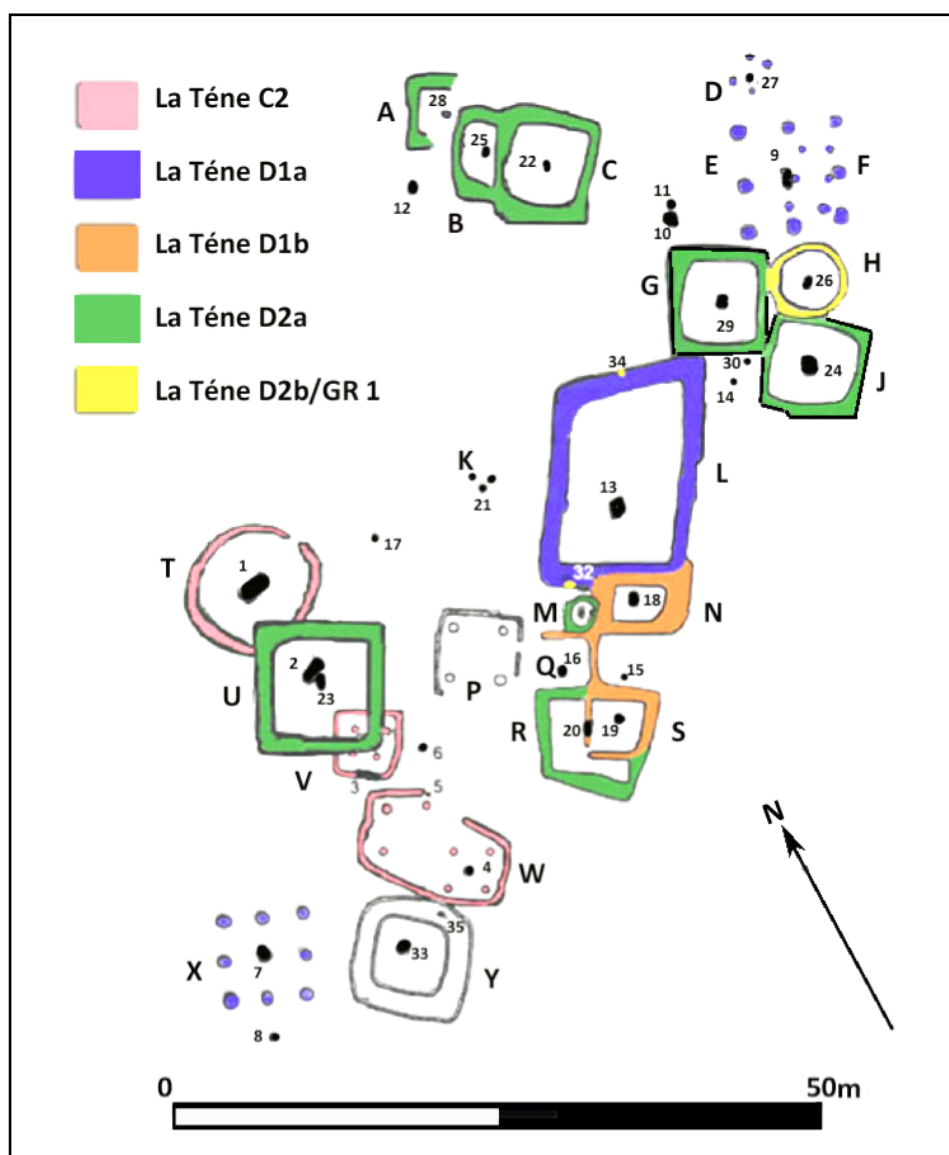 La Téne C2
La Téne D1a
La Téne D1b
La Téne D2a
La Téne D2b/GR 1
A
28
25
22
C
12
B
D
27
E
9
F
11
10
G
29
H
26
30
14
24
J
34
L
13
K
21
17
T
1
32
M
18
N
Q
16
15
P
2
23
U
R
20
19
S
V
3
6
5
4
W
35
33
Y
X
7
8
N
0
50m